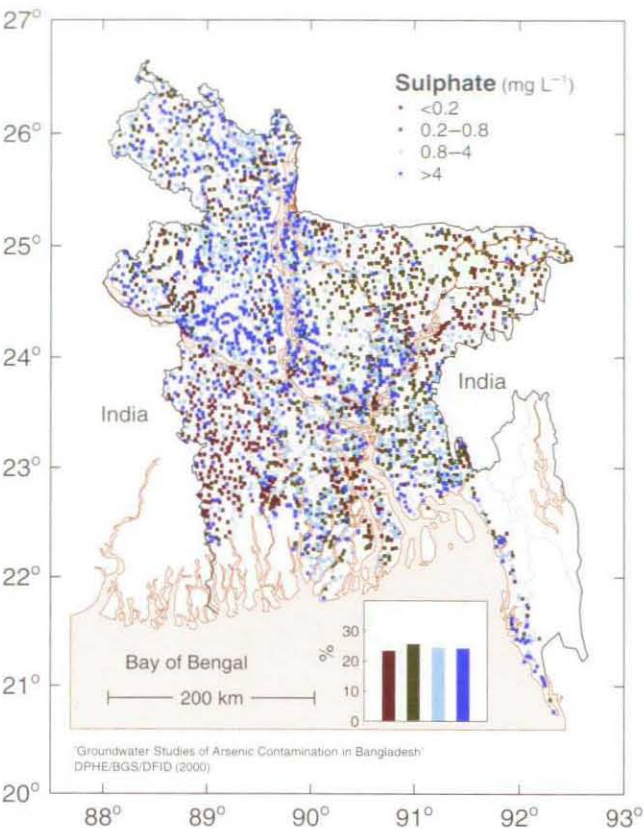 27°
26°
25°
24°
23°
22°
21°
20°
Sulphate (mg L⁻¹)
<0.2
0.2–0.8
0.8–4
>4
India
India
Bay of Bengal
200 km
%
30
20
10
0
'Groundwater Studies of Arsenic Contamination in Bangladesh'
DPHE/BGS/DFID (2000)
88° 89° 90° 91° 92° 93°